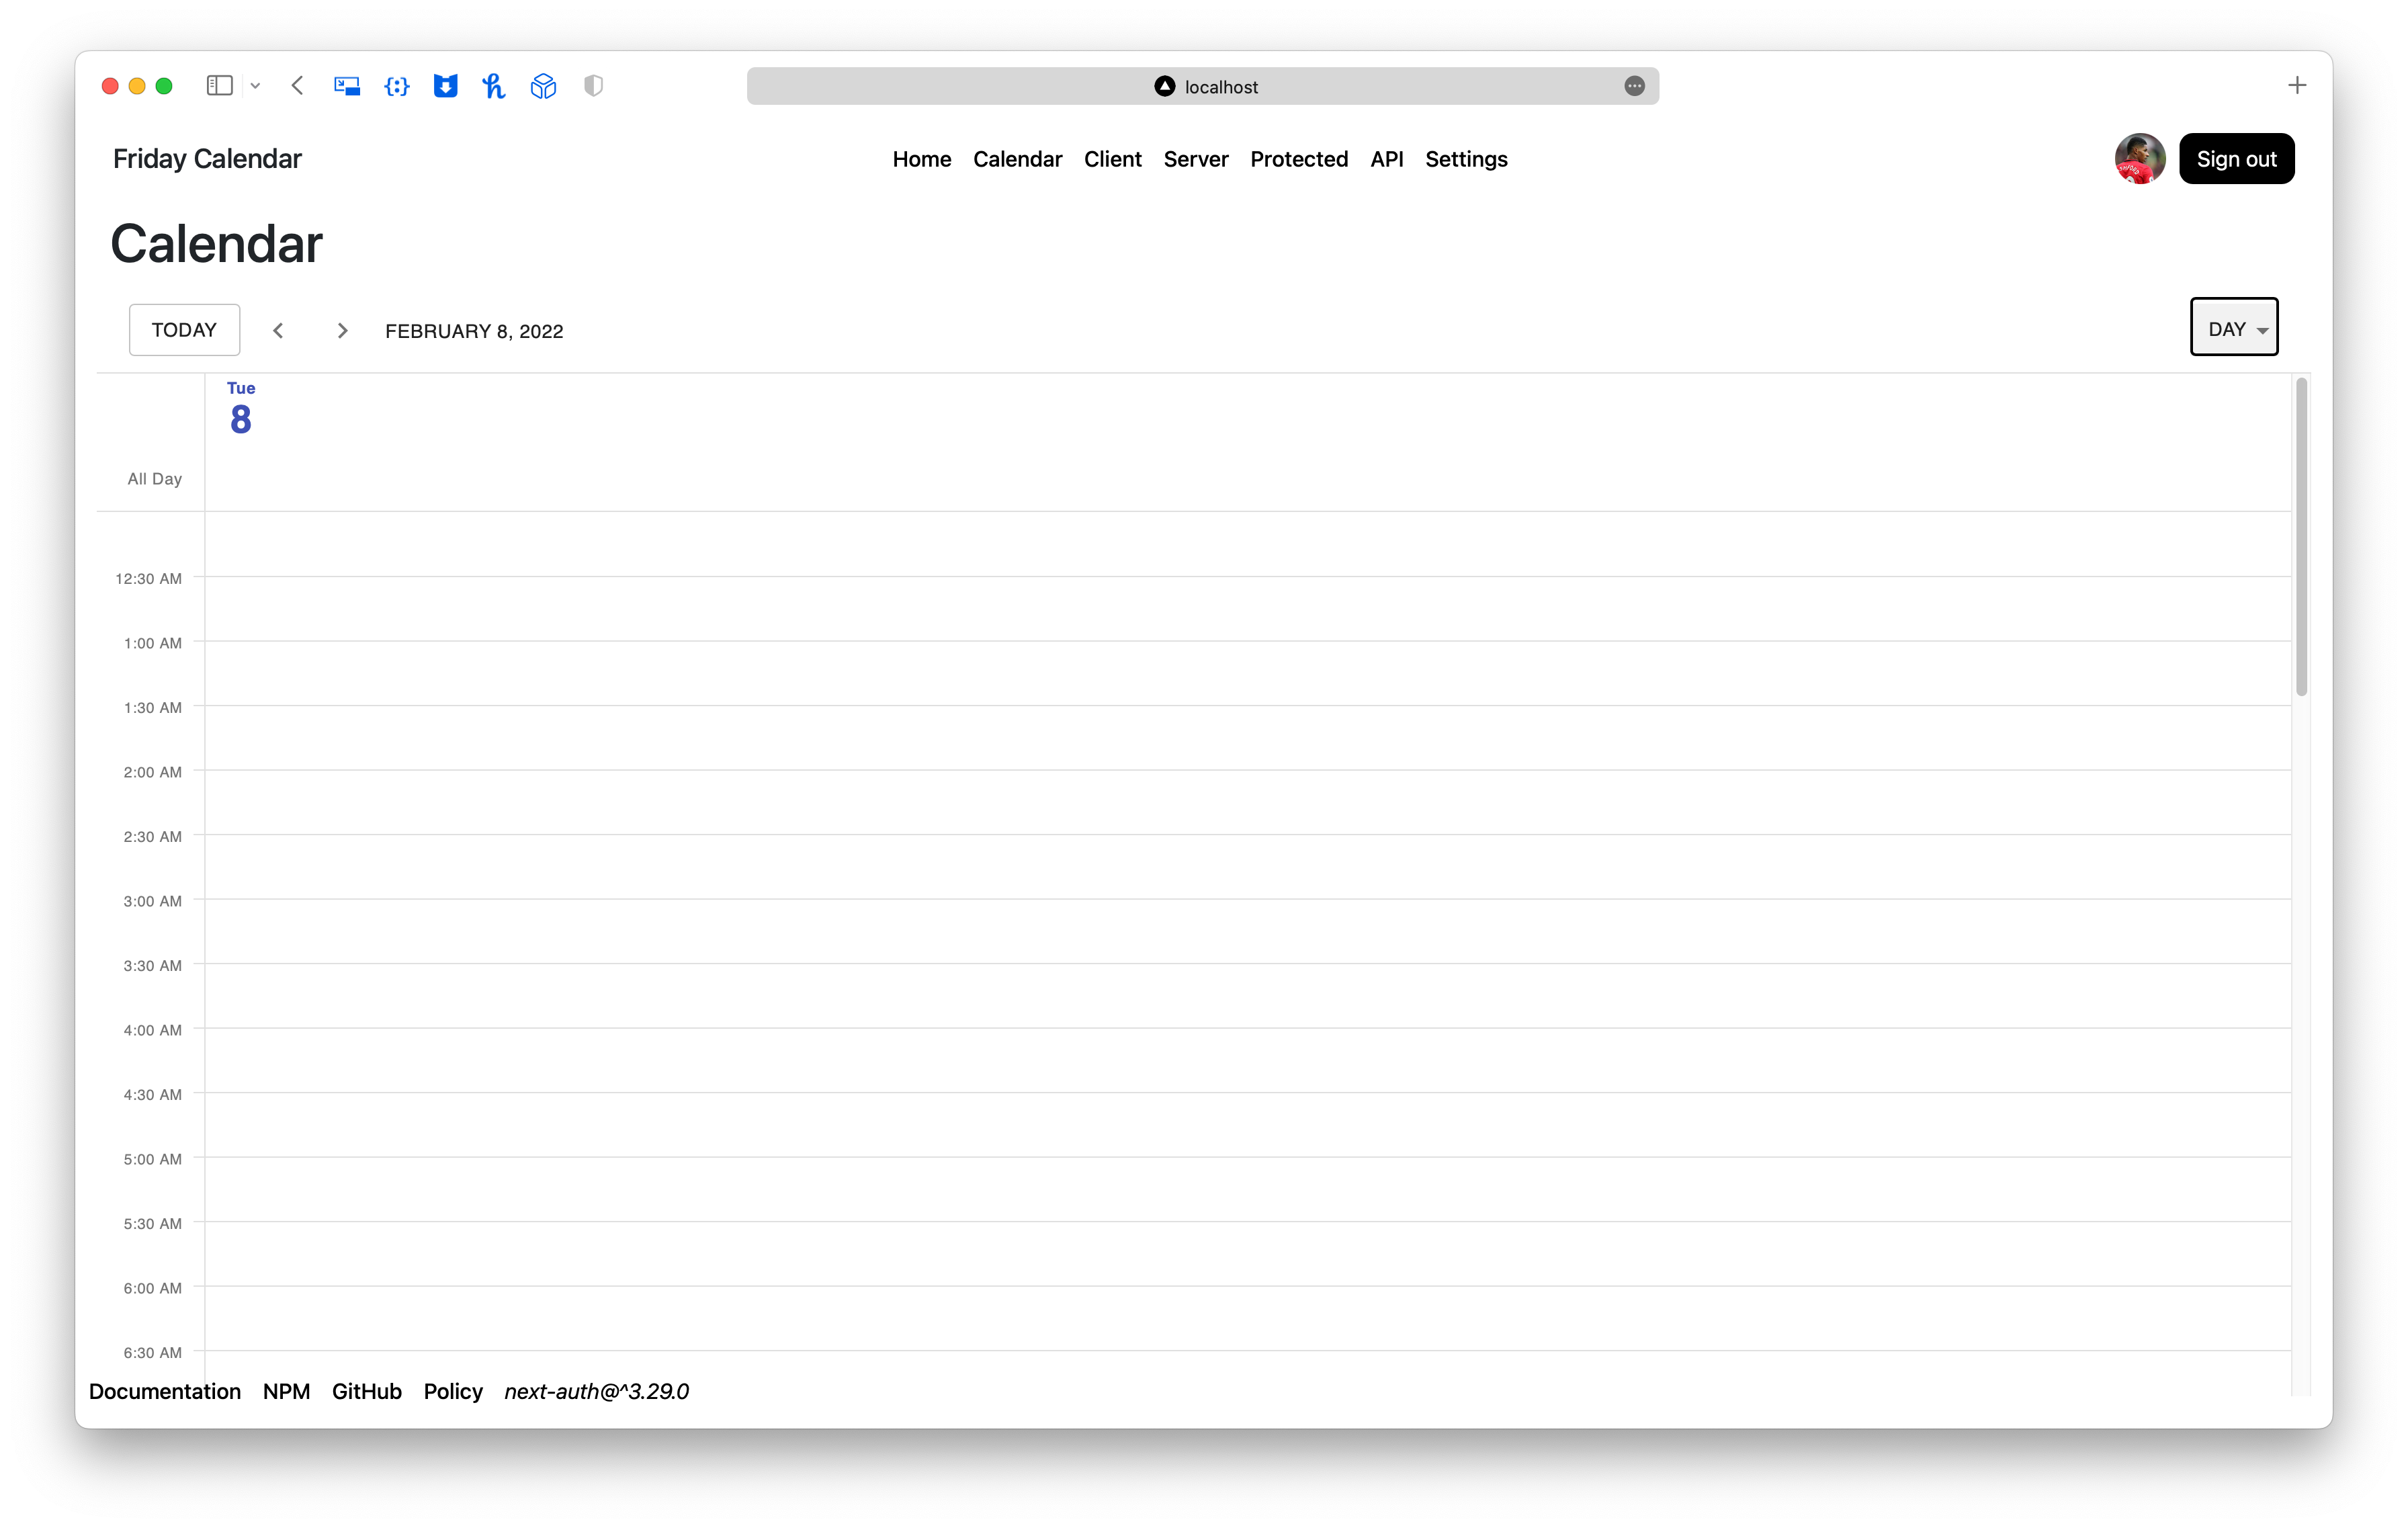 localhost
Friday Calendar
Home Calendar Client Server Protected API Settings
Sign out
Calendar
TODAY
FEBRUARY 8, 2022
DAY
Tue
8
All Day
12:30 AM
1:00 AM
1:30 AM
2:00 AM
2:30 AM
3:00 AM
3:30 AM
4:00 AM
4:30 AM
5:00 AM
5:30 AM
6:00 AM
6:30 AM
Documentation NPM GitHub Policy next-auth@^3.29.0